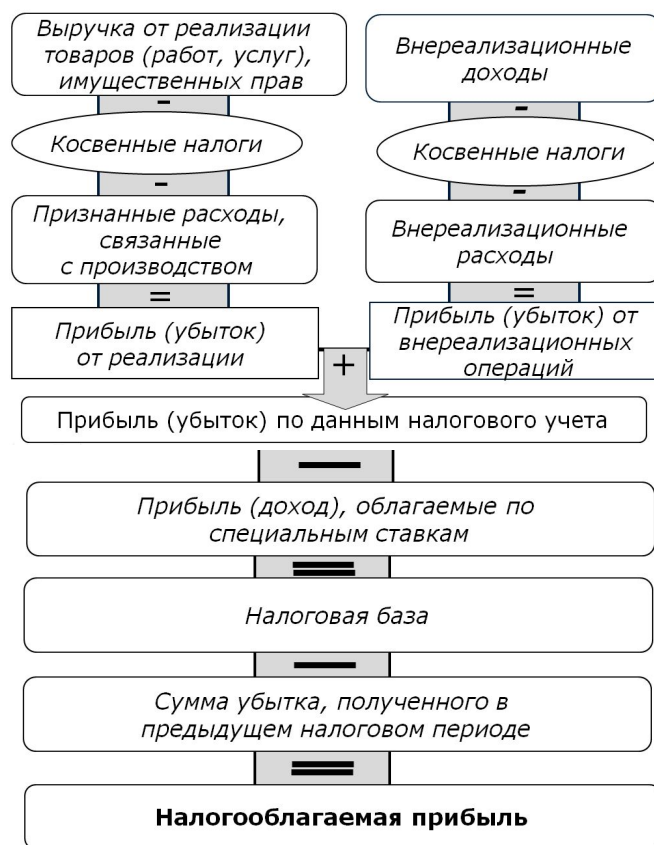 Выручка от реализации
товаров (работ, услуг),
имущественных прав
-
Косвенные налоги
-
Признанные расходы,
связанные
с производством
=
Прибыль (убыток)
от реализации
Внереализационные
доходы
-
Косвенные налоги
-
Внереализационные
расходы
=
Прибыль (убыток) от
внереализационных
операций
+
Прибыль (убыток) по данным налогового учета
—
Прибыль (доход), облагаемые по
специальным ставкам
=
Налоговая база
—
Сумма убытка, полученного в
предыдущем налоговом периоде
=
Налогооблагаемая прибыль